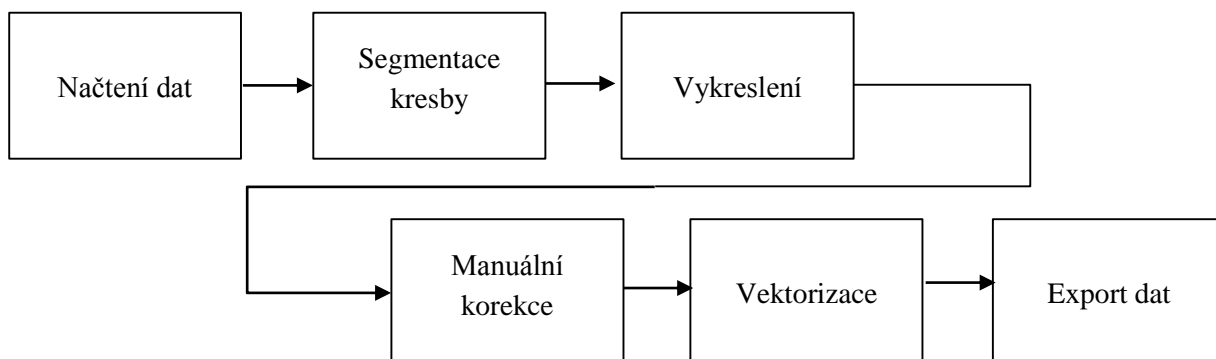 Načtení dat
Segmentace
kresby
Vykreslení
Manuální
korekce
Vektorizace
Export dat